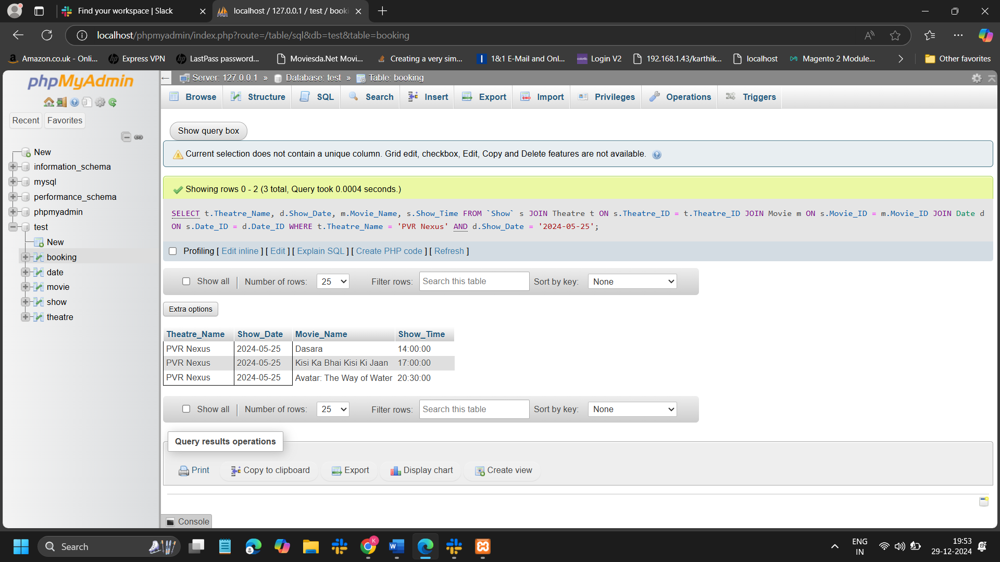 Find your workspace | Slack
localhost / 127.0.0.1 / test / booki
localhost/phpmyadmin/index.php?route=/table/sql&db=test&table=booking
Amazon.co.uk - Onli...
Express VPN
LastPass password...
Moviesda.Net Movi...
Creating a very sim...
1&1 E-Mail and Onl...
Login V2
192.168.1.43/karthik...
localhost
Magento 2 Module...
Other favorites
phpMyAdmin
Recent
Favorites
New
information_schema
mysql
performance_schema
phpmyadmin
test
New
booking
date
movie
show
theatre
Server: 127.0.0.1 » Database: test » Table: booking
Browse
Structure
SQL
Search
Insert
Export
Import
Privileges
Operations
Triggers
Show query box
Current selection does not contain a unique column. Grid edit, checkbox, Edit, Copy and Delete features are not available.
Showing rows 0 - 2 (3 total, Query took 0.0004 seconds.)
SELECT t.Theatre_Name, d.Show_Date, m.Movie_Name, s.Show_Time FROM `Show` s JOIN Theatre t ON s.Theatre_ID = t.Theatre_ID JOIN Movie m ON s.Movie_ID = m.Movie_ID JOIN Date d
ON s.Date_ID = d.Date_ID WHERE t.Theatre_Name = 'PVR Nexus' AND d.Show_Date = '2024-05-25';
Profiling [ Edit inline ] [ Edit ] [ Explain SQL ] [ Create PHP code ] [ Refresh ]
Show all | Number of rows: 25 Filter rows: Search this table Sort by key: None
Extra options
Theatre_Name Show_Date Movie_Name Show_Time
PVR Nexus 2024-05-25 Dasara 14:00:00
PVR Nexus 2024-05-25 Kisi Ka Bhai Kisi Ki Jaan 17:00:00
PVR Nexus 2024-05-25 Avatar: The Way of Water 20:30:00
Show all | Number of rows: 25 Filter rows: Search this table Sort by key: None
Query results operations
Print
Copy to clipboard
Export
Display chart
Create view
Console
Search
ENG
IN
19:53
29-12-2024